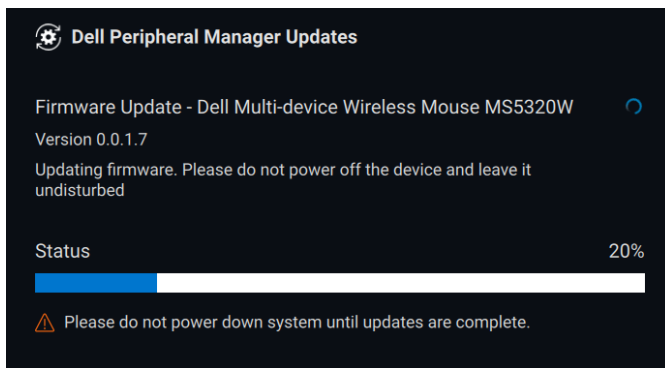 Dell Peripheral Manager Updates
Firmware Update - Dell Multi-device Wireless Mouse MS5320W
Version 0.0.1.7
Updating firmware. Please do not power off the device and leave it
undisturbed
Status 20%
Please do not power down system until updates are complete.